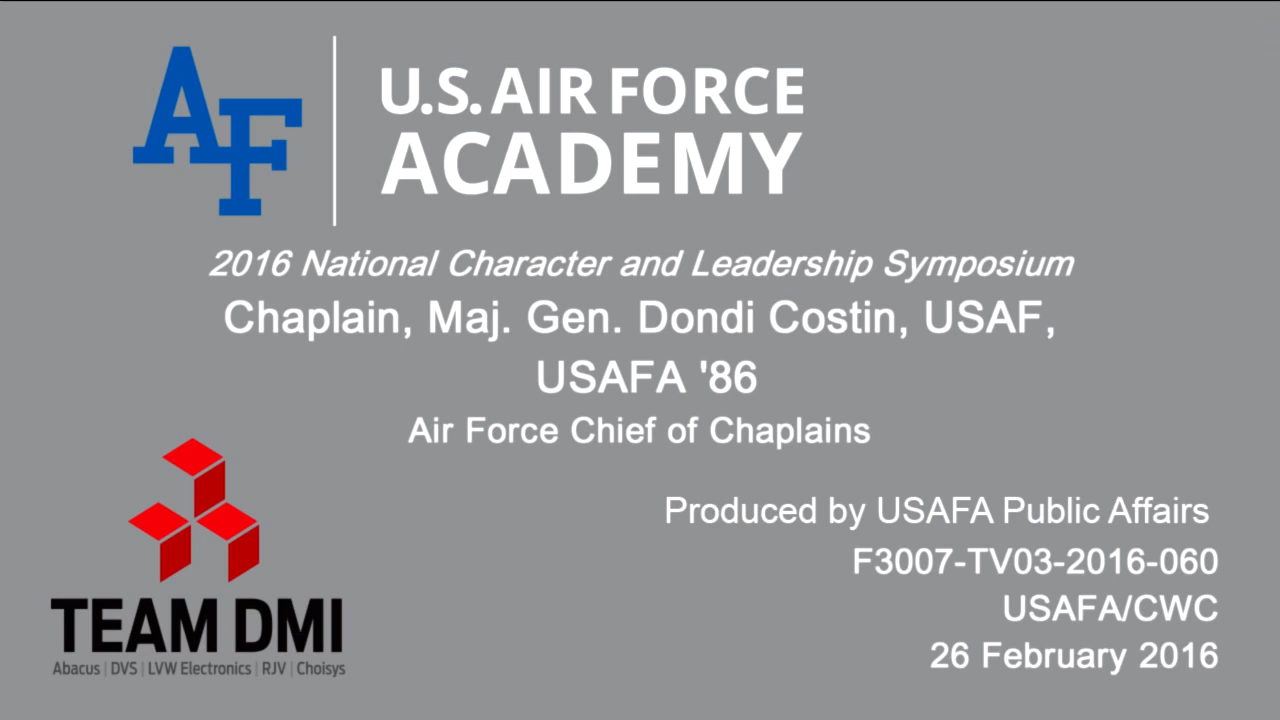 AF
U.S. AIR FORCE
ACADEMY
2016 National Character and Leadership Symposium
Chaplain, Maj. Gen. Dondi Costin, USAF,
USAFA '86
Air Force Chief of Chaplains
Produced by USAFA Public Affairs
F3007-TV03-2016-060
USAFA/CWC
26 February 2016
TEAM DMI
Abacus | DVS | LVW Electronics | RJV | Choisys